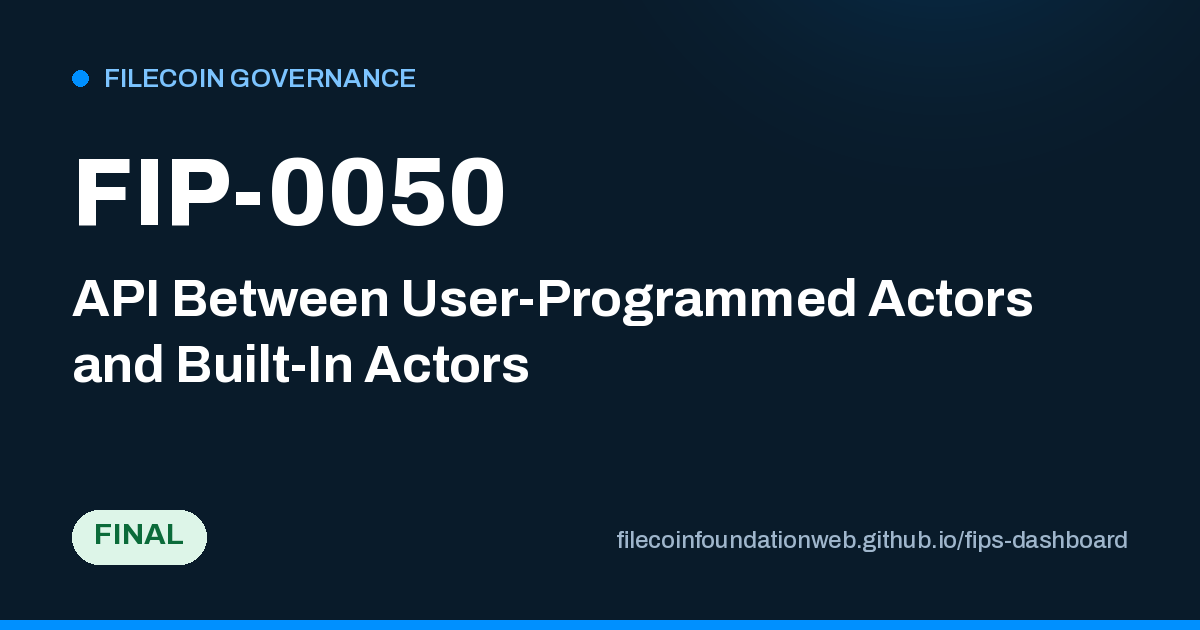 FILECOIN GOVERNANCE
FIP-0050
API Between User-Programmed Actors
and Built-In Actors
FINAL
filecoinfoundationweb.github.io/fips-dashboard